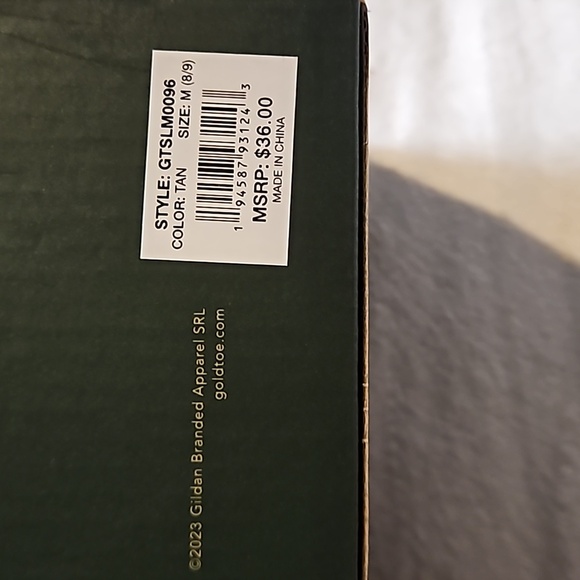 STYLE: GTSLM0096
COLOR: TAN SIZE: M (8/9)
1 94587 93124 3
MSRP: $36.00
MADE IN CHINA
©2023 Gildan Branded Apparel SRL
goldtoe.com